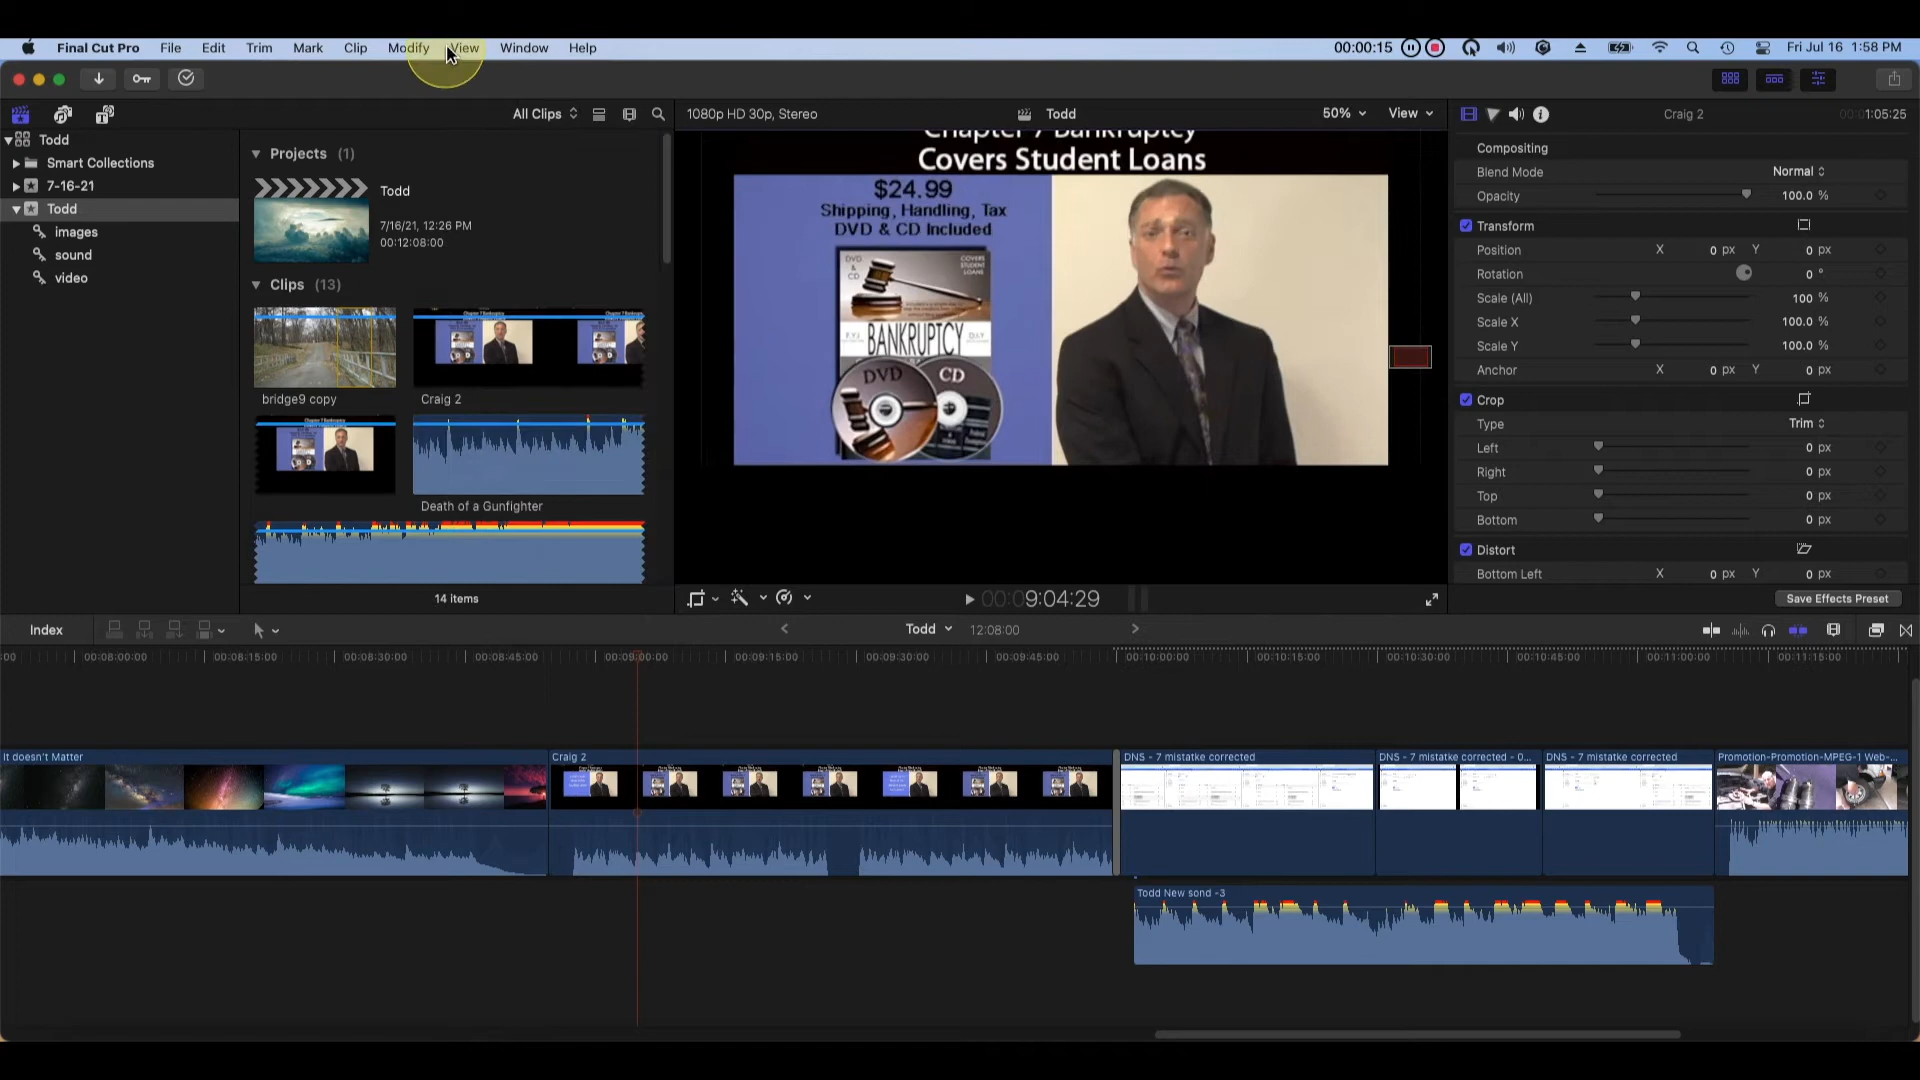 Final Cut Pro File Edit Trim Mark Clip Modify View Window Help 00:00:15 Fri Jul 16 1:58 PM
All Clips 1080p HD 30p, Stereo Todd 50% View Craig 2 1:05:25
Todd
Smart Collections
7-16-21
Todd
images
sound
video
Projects (1)
Todd
7/16/21, 12:26 PM
00:12:08:00
Clips (13)
bridge9 copy
Craig 2
Death of a Gunfighter
14 items
Chapter 7 Bankruptcy
Covers Student Loans
$24.99
Shipping, Handling, Tax
DVD & CD Included
DVD & CD
COVERS STUDENT LOANS
BANKRUPTCY
DVD CD
00:00:9:04:29
Compositing
Blend Mode Normal
Opacity 100.0 %
Transform
Position X 0 px Y 0 px
Rotation 0 °
Scale (All) 100 %
Scale X 100.0 %
Scale Y 100.0 %
Anchor X 0 px Y 0 px
Crop
Type Trim
Left 0 px
Right 0 px
Top 0 px
Bottom 0 px
Distort
Bottom Left X 0 px Y 0 px
Save Effects Preset
Index Todd 12:08:00
:00 00:08:00:00 00:08:15:00 00:08:30:00 00:08:45:00 00:09:00:00 00:09:15:00 00:09:30:00 00:09:45:00 00:10:00:00 00:10:15:00 00:10:30:00 00:10:45:00 00:11:00:00 00:11:15:00
It doesn't Matter Craig 2 DNS - 7 mistatke corrected DNS - 7 mistatke corrected - 0... DNS - 7 mistatke corrected Promotion-Promotion-MPEG-1 Web-...
Todd New sond -3